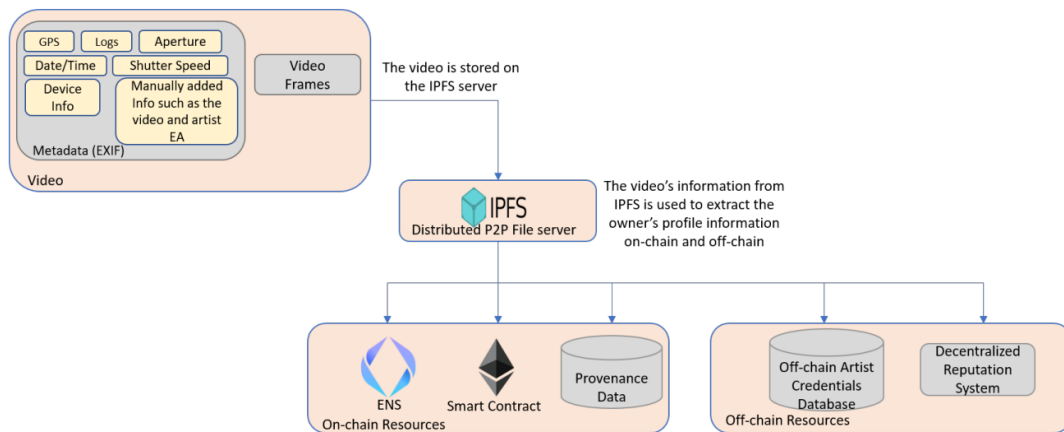 GPS
Logs
Aperture
Date/Time
Shutter Speed
Device
Info
Manually added
Info such as the
video and artist
EA
Metadata (EXIF)
Video
Frames
Video
The video is stored on
the IPFS server
IPFS
Distributed P2P File server
The video's information from
IPFS is used to extract the
owner's profile information
on-chain and off-chain
ENS
Smart Contract
Provenance
Data
On-chain Resources
Off-chain Artist
Credentials
Database
Decentralized
Reputation
System
Off-chain Resources